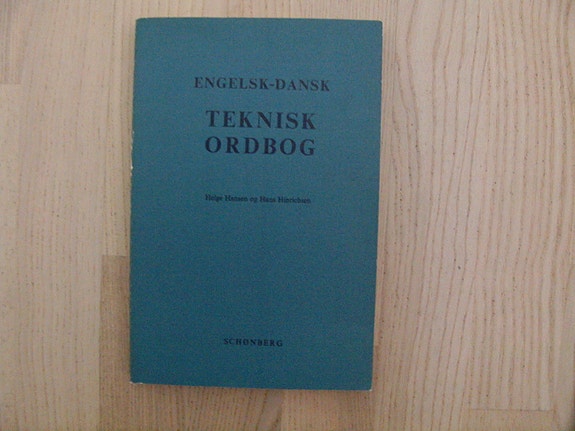 ENGELSK-DANSK
TEKNISK
ORDBOG
Helge Hansen og Hans Hinrichsen
SCHØNBERG